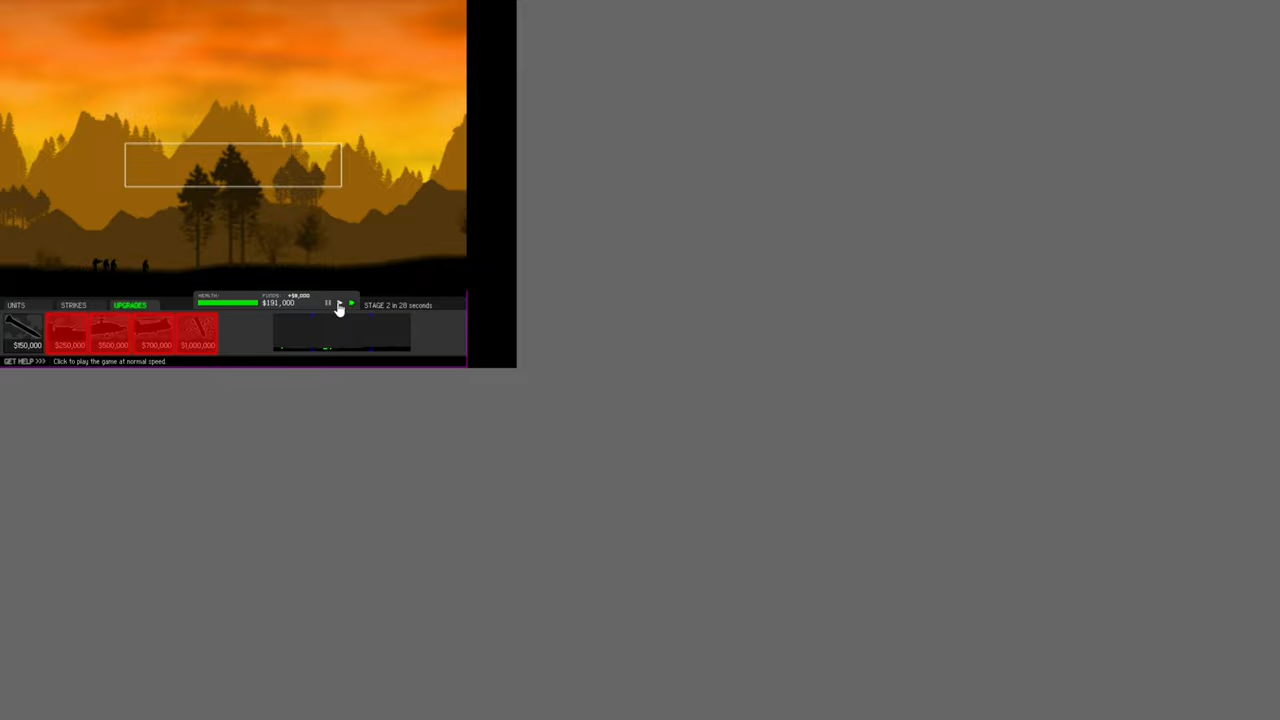 HEALTH: FUNDS: +$8,000
$191,000
UNITS STRIKES UPGRADES STAGE 2 in 28 seconds
$150,000 $250,000 $500,000 $700,000 $1,000,000
GET HELP >>> Click to play the game at normal speed.